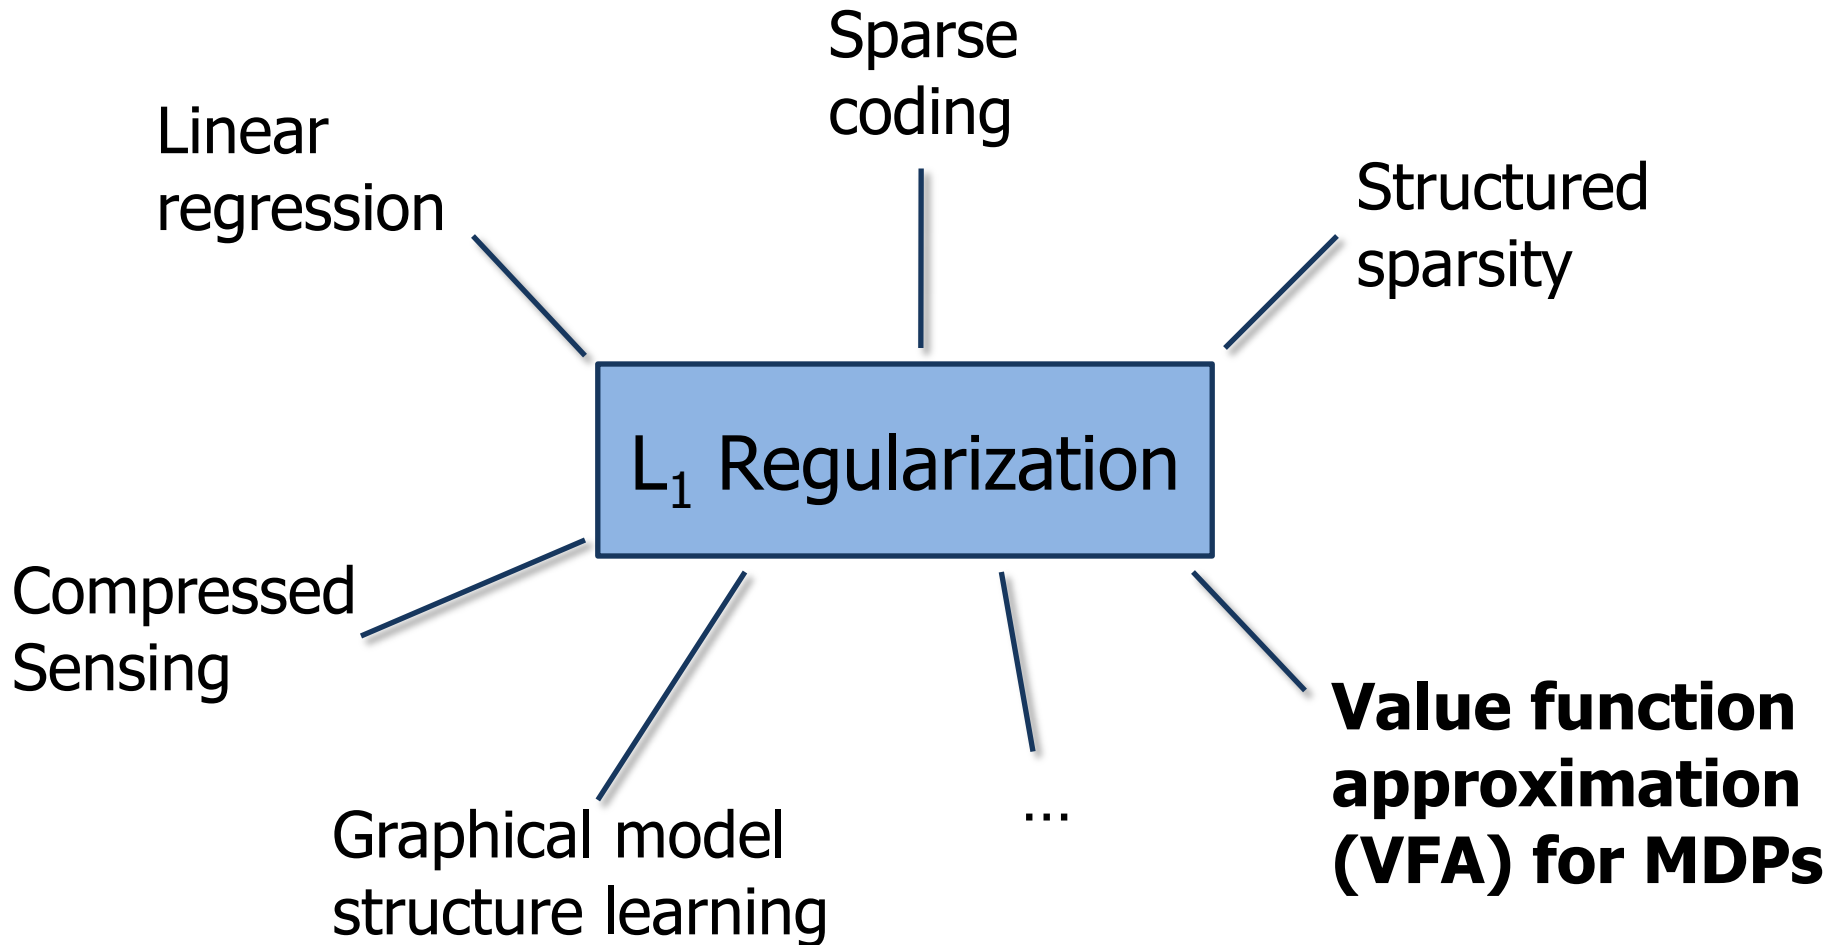 Sparse
coding
Linear
regression
Structured
sparsity
L₁ Regularization
Compressed
Sensing
Value function
approximation
(VFA) for MDPs
...
Graphical model
structure learning